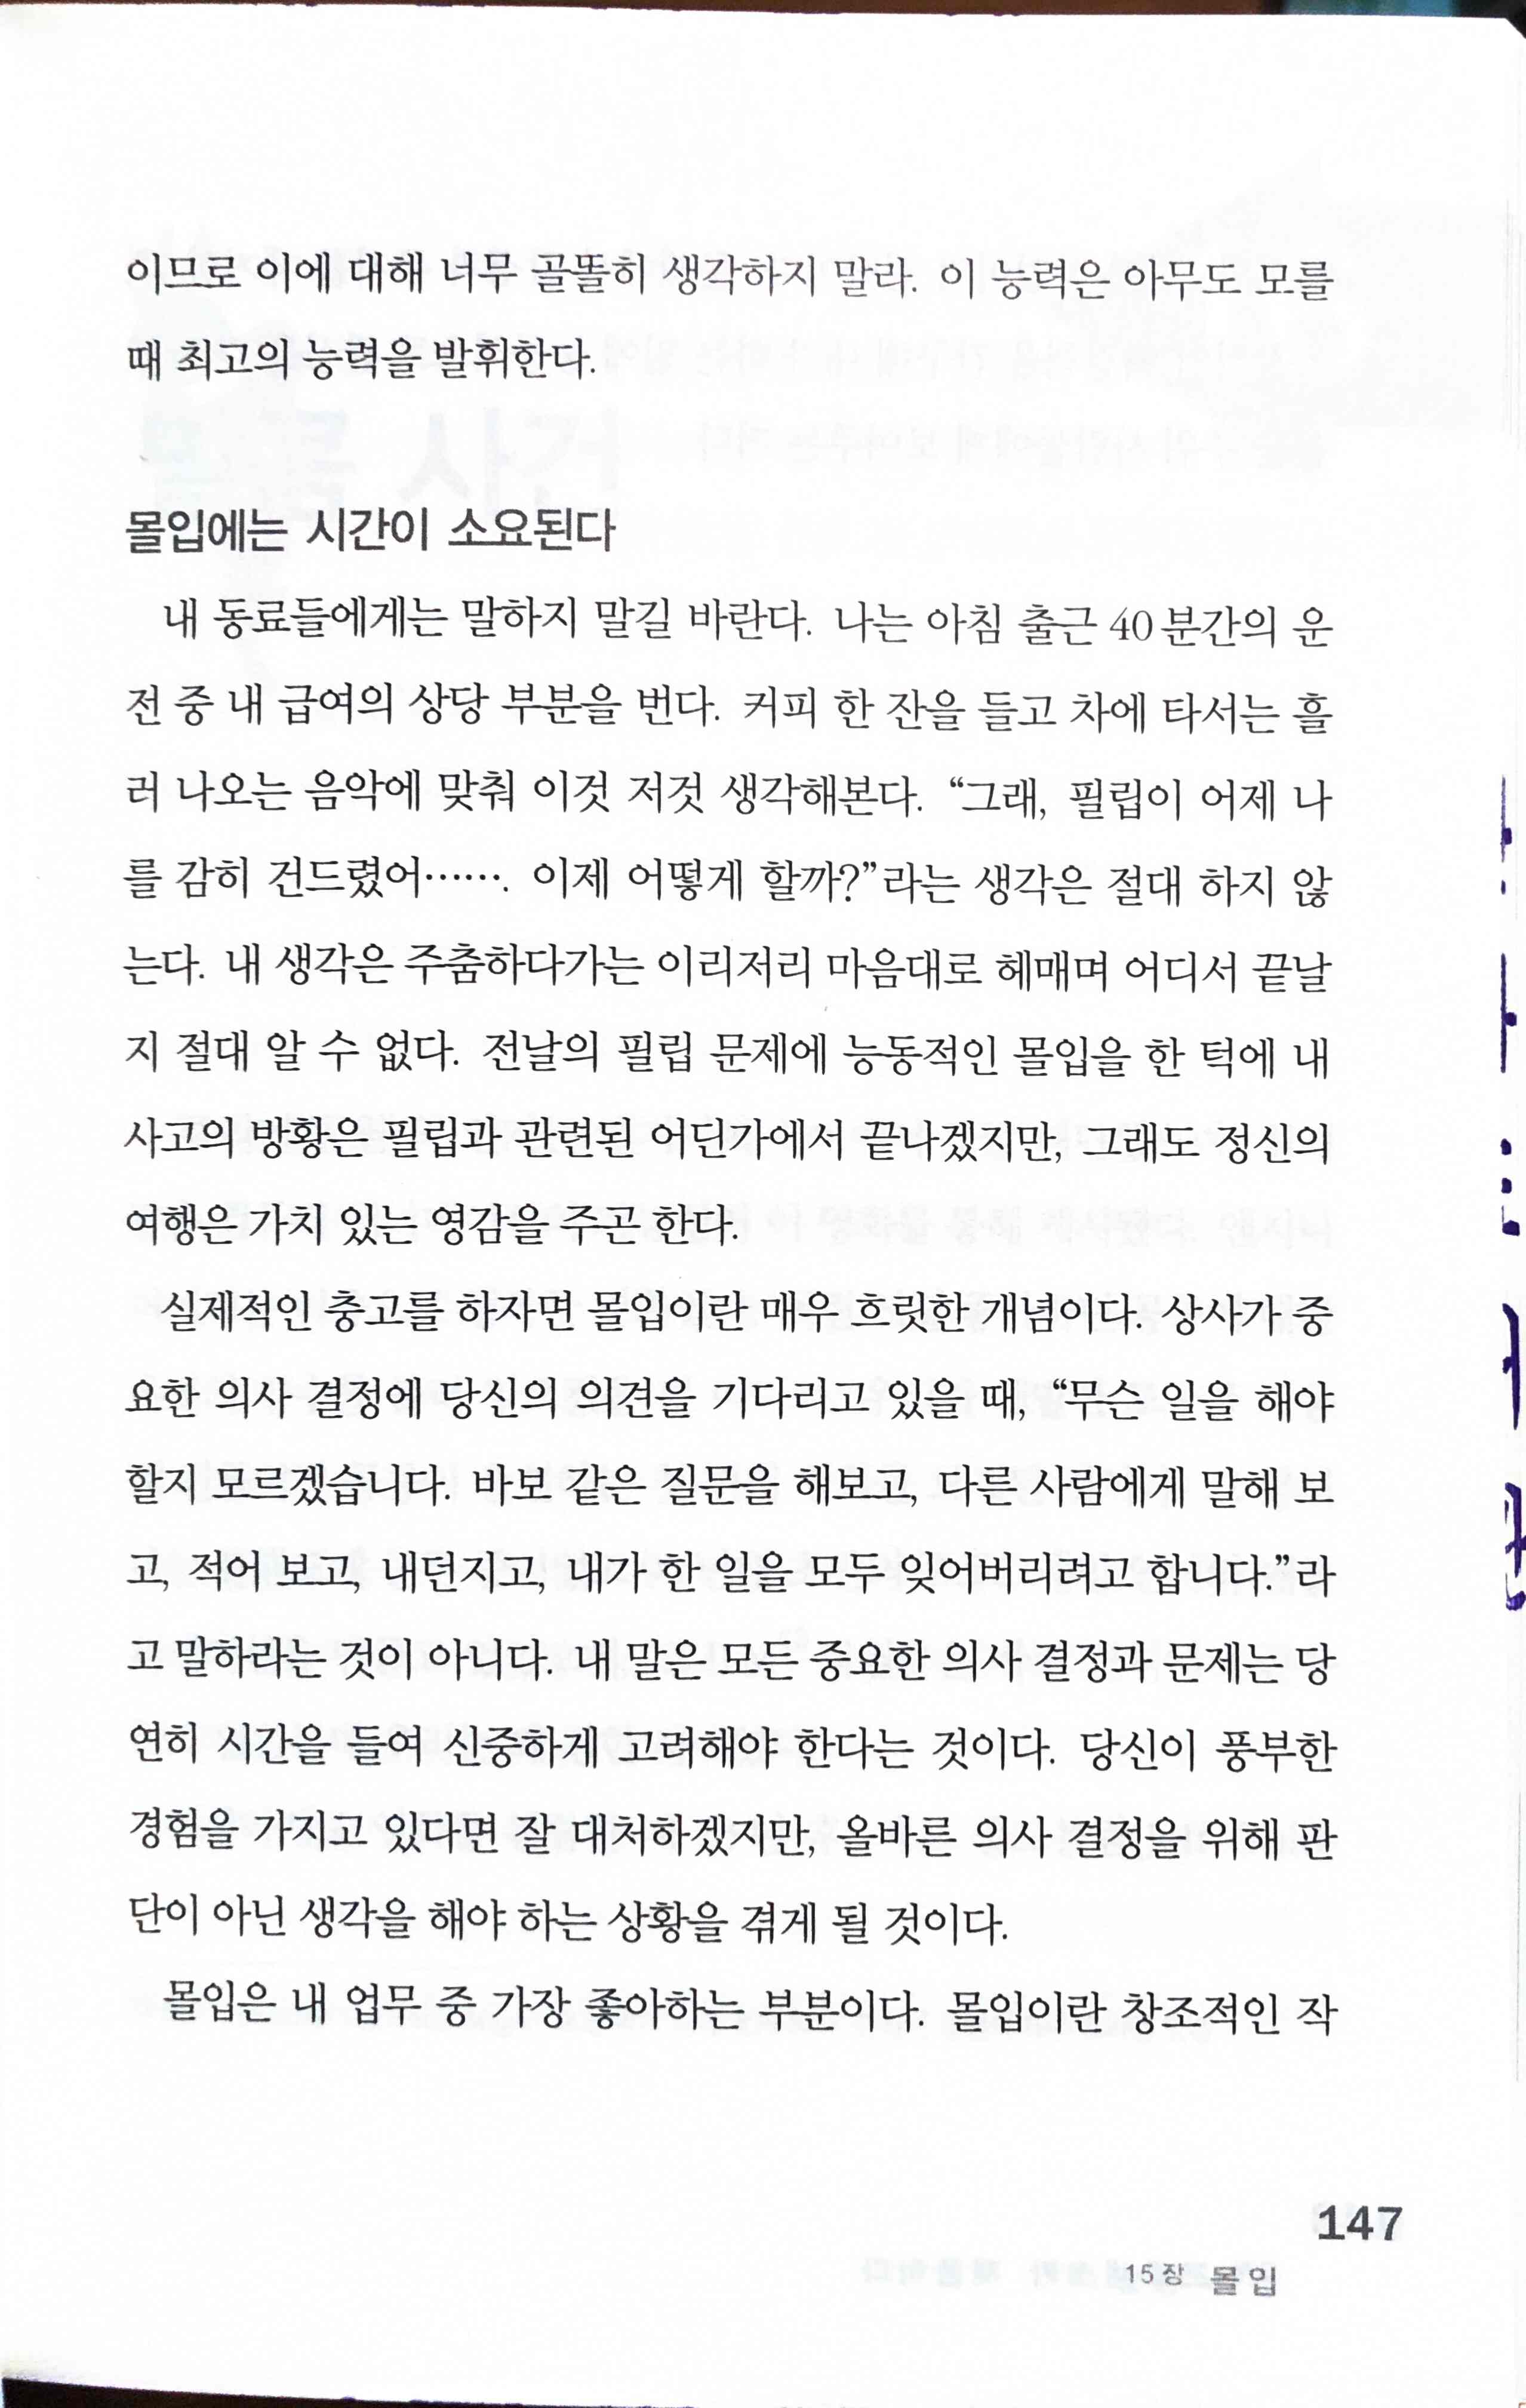 이므로 이에 대해 너무 골똘히 생각하지 말라. 이 능력은 아무도 모를
때 최고의 능력을 발휘한다.
몰입에는 시간이 소요된다
내 동료들에게는 말하지 말길 바란다. 나는 아침 출근 40분간의 운
전 중 내 급여의 상당 부분을 번다. 커피 한 잔을 들고 차에 타서는 흘
러 나오는 음악에 맞춰 이것 저것 생각해본다. “그래, 필립이 어제 나
를 감히 건드렸어……. 이제 어떻게 할까?”라는 생각은 절대 하지 않
는다. 내 생각은 주춤하다가는 이리저리 마음대로 헤매며 어디서 끝날
지 절대 알 수 없다. 전날의 필립 문제에 능동적인 몰입을 한 턱에 내
사고의 방황은 필립과 관련된 어딘가에서 끝나겠지만, 그래도 정신의
여행은 가치 있는 영감을 주곤 한다.
실제적인 충고를 하자면 몰입이란 매우 흐릿한 개념이다. 상사가 중
요한 의사 결정에 당신의 의견을 기다리고 있을 때, “무슨 일을 해야
할지 모르겠습니다. 바보 같은 질문을 해보고, 다른 사람에게 말해 보
고, 적어 보고, 내던지고, 내가 한 일을 모두 잊어버리려고 합니다.”라
고 말하라는 것이 아니다. 내 말은 모든 중요한 의사 결정과 문제는 당
연히 시간을 들여 신중하게 고려해야 한다는 것이다. 당신이 풍부한
경험을 가지고 있다면 잘 대처하겠지만, 올바른 의사 결정을 위해 판
단이 아닌 생각을 해야 하는 상황을 겪게 될 것이다.
몰입은 내 업무 중 가장 좋아하는 부분이다. 몰입이란 창조적인 작
147
15장 몰입